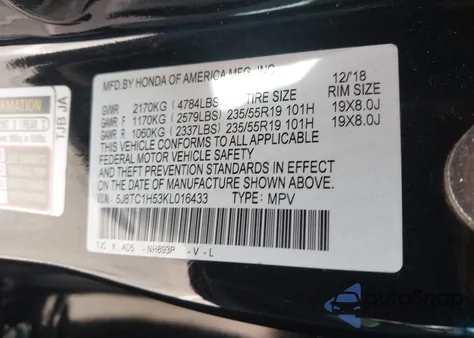 MFD.BY HONDA OF AMERICA MFG.,INC. 12/'18
GVWR 2170KG (4784LBS) TIRE SIZE RIM SIZE
GAWR F 1170KG (2579LBS) 235/55R19 101H 19X8.0J
GAWR R 1060KG (2337LBS) 235/55R19 101H 19X8.0J
THIS VEHICLE CONFORMS TO ALL APPLICABLE
FEDERAL MOTOR VEHICLE SAFETY
AND THEFT PREVENTION STANDARDS IN EFFECT
ON THE DATE OF MANUFACTURE SHOWN ABOVE.
VIN: 5J8TC1H53KL016433 TYPE: MPV
TJC K AD5 -NH893P -V-L
TJB JA
autoSnap